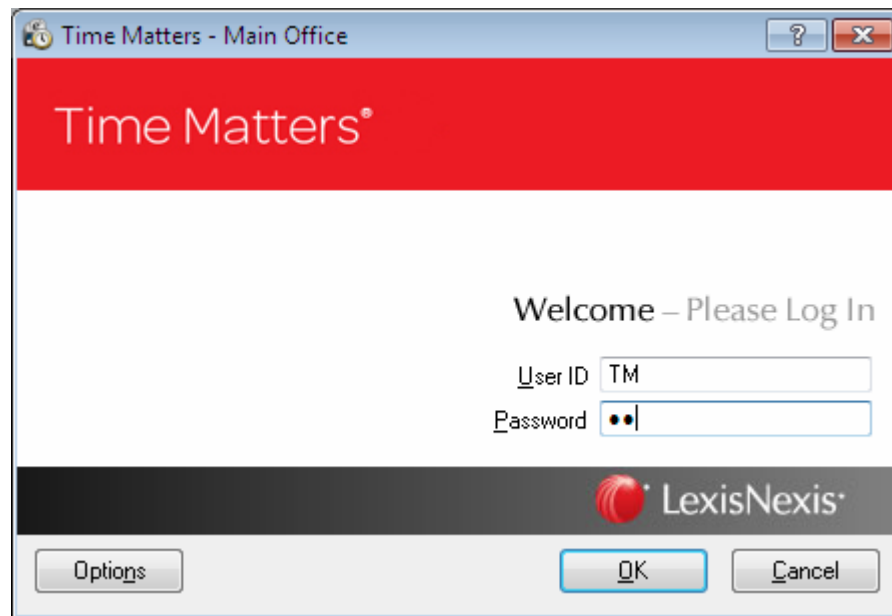 Time Matters - Main Office
Time Matters®
Welcome – Please Log In
User ID TM
Password ●●
LexisNexis®
Options OK Cancel